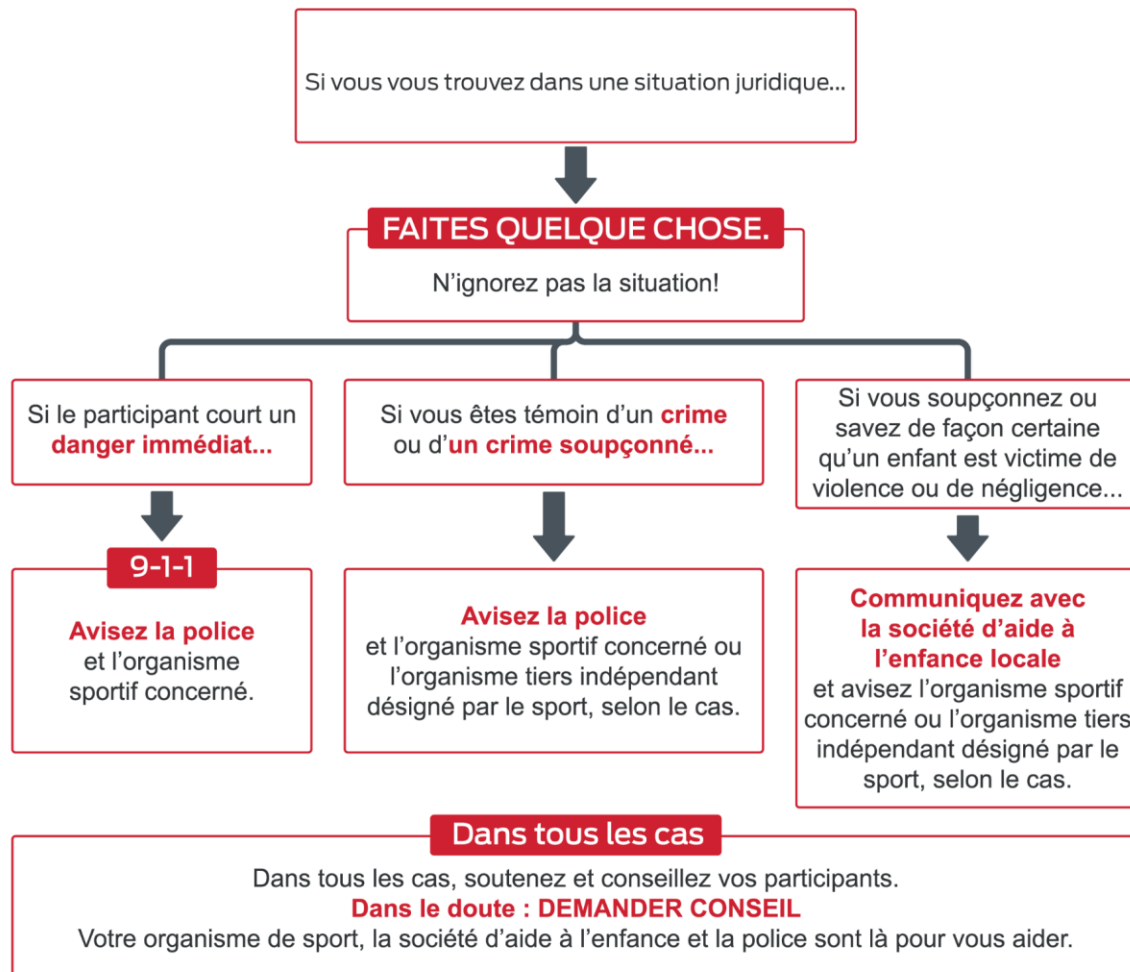 Si vous vous trouvez dans une situation juridique...
FAITES QUELQUE CHOSE.
N'ignorez pas la situation!
Si le participant court un
danger immédiat...
9-1-1
Avisez la police
et l'organisme
sportif concerné.
Si vous êtes témoin d'un crime
ou d'un crime soupçonné...
Avisez la police
et l'organisme sportif concerné ou
l'organisme tiers indépendant
désigné par le sport, selon le cas.
Si vous soupçonnez ou
savez de façon certaine
qu'un enfant est victime de
violence ou de négligence...
Communiquez avec
la société d'aide à
l'enfance locale
et avisez l'organisme sportif
concerné ou l'organisme tiers
indépendant désigné par le
sport, selon le cas.
Dans tous les cas
Dans tous les cas, soutenez et conseillez vos participants.
Dans le doute : DEMANDER CONSEIL
Votre organisme de sport, la société d'aide à l'enfance et la police sont là pour vous aider.